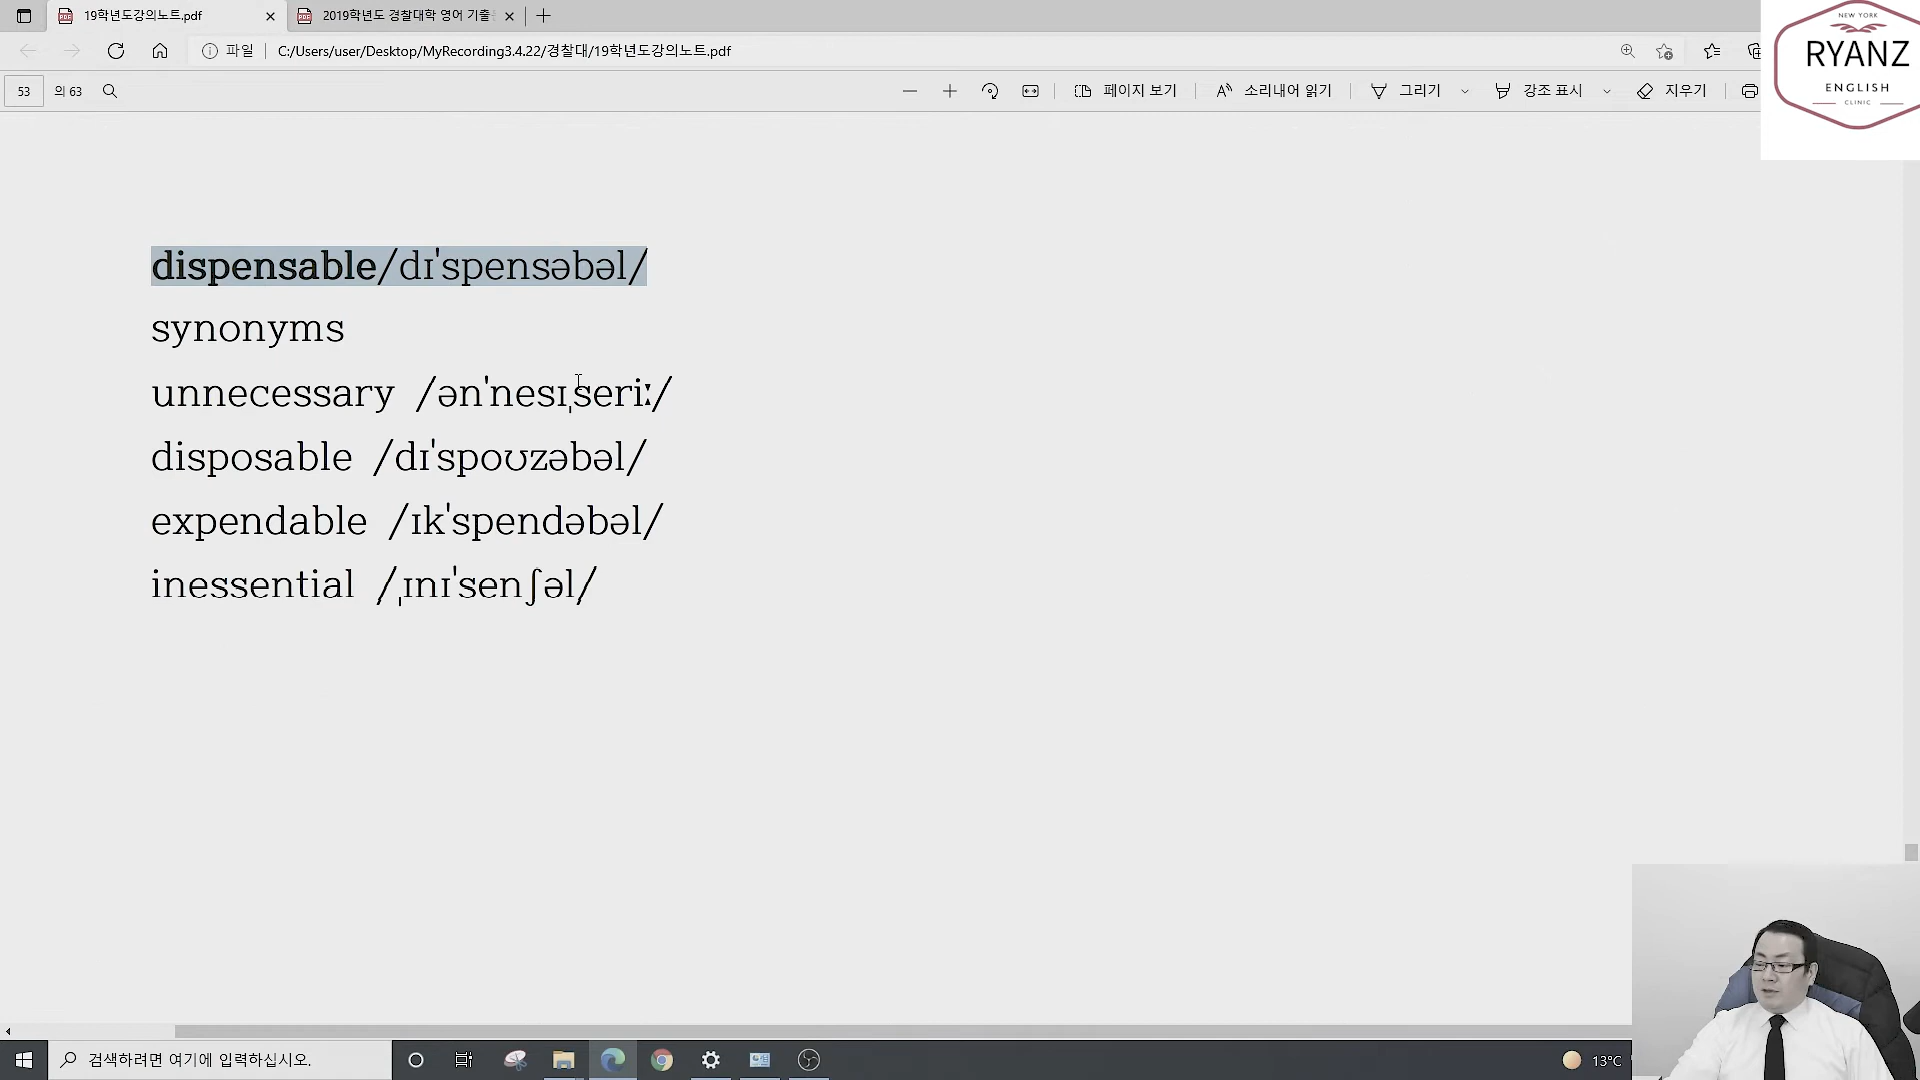 19학년도강의노트.pdf
2019학년도 경찰대학 영어 기출
파일
C:/Users/user/Desktop/MyRecording3.4.22/경찰대/19학년도강의노트.pdf
53 의 63
페이지 보기
소리내어 읽기
그리기
강조 표시
지우기
NEW YORK
RYANZ
ENGLISH
CLINIC
dispensable/dɪˈspensəbəl/
synonyms
unnecessary /ənˈnesɪˌseriː/
disposable /dɪˈspoʊzəbəl/
expendable /ɪkˈspendəbəl/
inessential /ˌɪnɪˈsenʃəl/
검색하려면 여기에 입력하십시오.
13°C